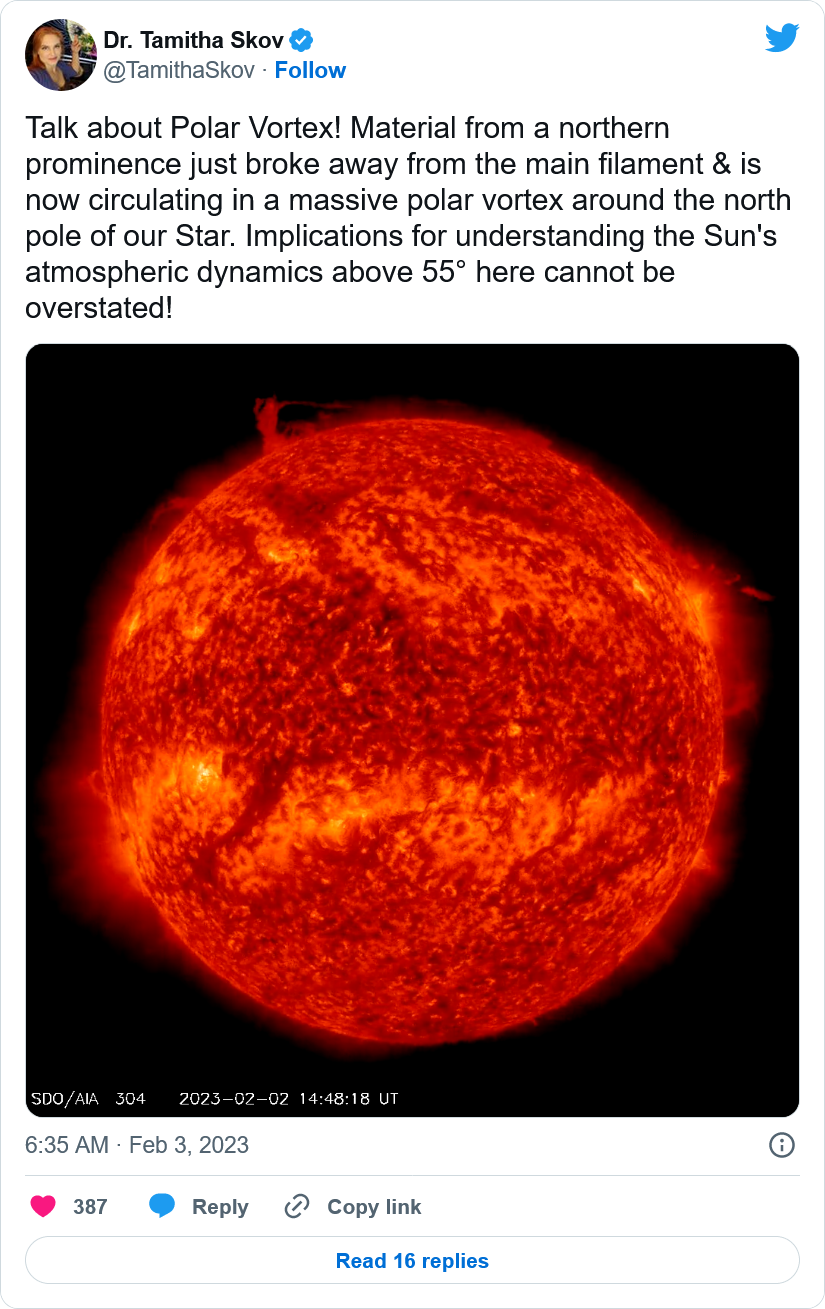 Dr. Tamitha Skov
@TamithaSkov · Follow
Talk about Polar Vortex! Material from a northern
prominence just broke away from the main filament & is
now circulating in a massive polar vortex around the north
pole of our Star. Implications for understanding the Sun's
atmospheric dynamics above 55° here cannot be
overstated!
SDO/AIA 304 2023-02-02 14:48:18 UT
6:35 AM · Feb 3, 2023
387 Reply Copy link
Read 16 replies